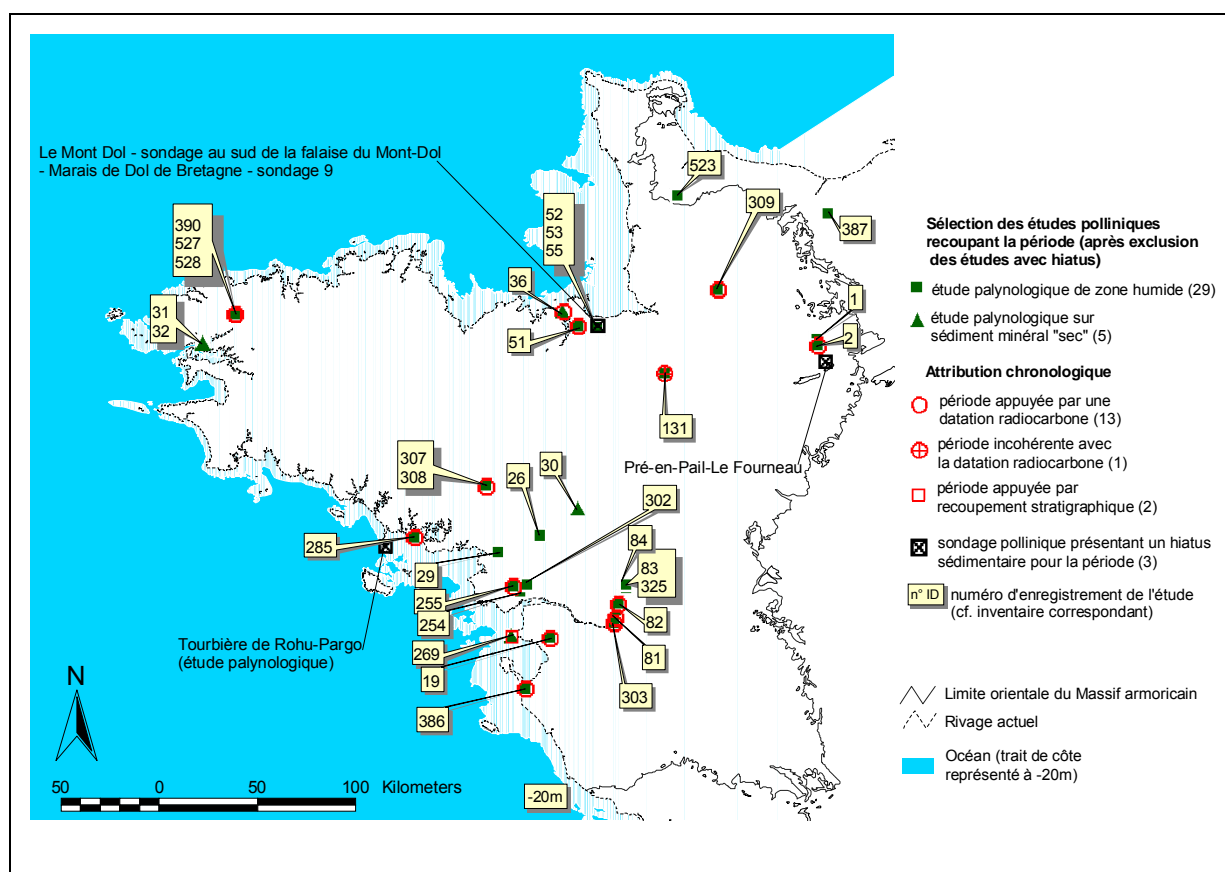 Le Mont Dol - sondage au sud de la falaise du Mont-Dol
- Marais de Dol de Bretagne - sondage 9
390
527
528
31
32
36
51
52
53
55
523
309
387
1
2
131
Pré-en-Pail-Le Fourneau
307
308
26
30
302
285
29
84
83
325
255
254
82
81
269
19
303
386
Tourbière de Rohu-Pargo
(étude palynologique)
N
50 0 50 100 Kilometers
-20m
Sélection des études polliniques
recoupant la période (après exclusion
des études avec hiatus)
étude palynologique de zone humide (29)
étude palynologique sur
sédiment minéral "sec" (5)
Attribution chronologique
période appuyée par une
datation radiocarbone (13)
période incohérente avec
la datation radiocarbone (1)
période appuyée par
recoupement stratigraphique (2)
sondage pollinique présentant un hiatus
sédimentaire pour la période (3)
n° ID numéro d'enregistrement de l'étude
(cf. inventaire correspondant)
Limite orientale du Massif armoricain
Rivage actuel
Océan (trait de côte
représenté à -20m)